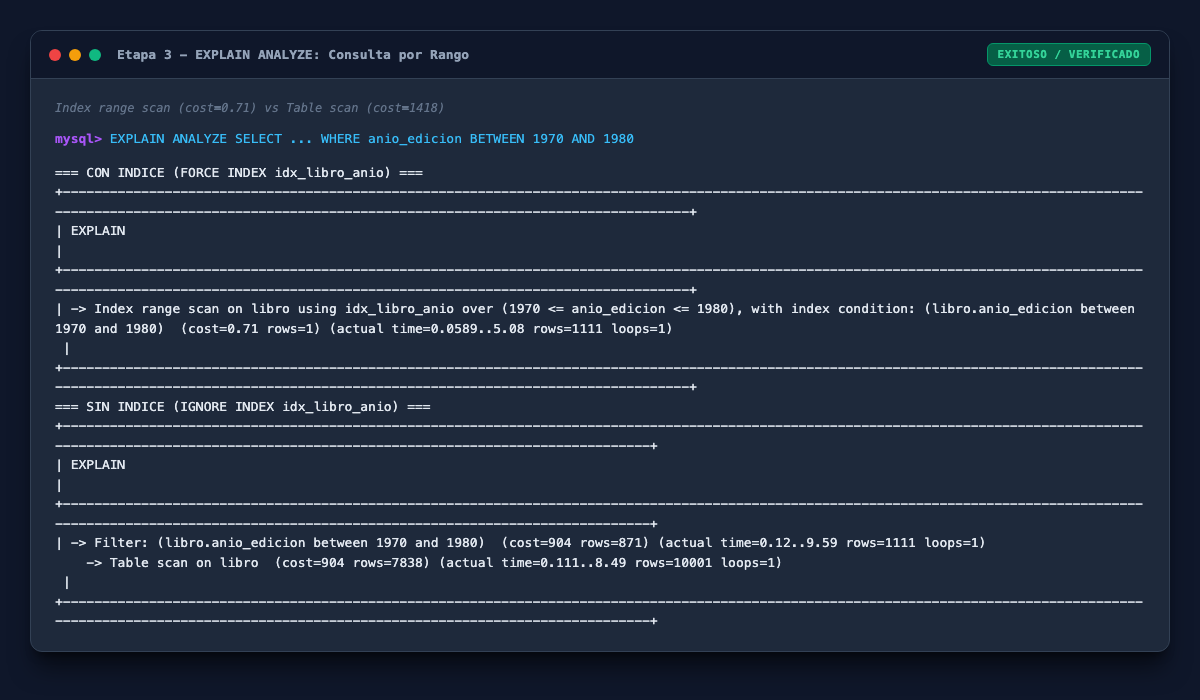 Etapa 3 — EXPLAIN ANALYZE: Consulta por Rango
EXITOSO / VERIFICADO
Index range scan (cost=0.71) vs Table scan (cost=1418)
mysql> EXPLAIN ANALYZE SELECT ... WHERE anio_edicion BETWEEN 1970 AND 1980
=== CON INDICE (FORCE INDEX idx_libro_anio) ===
+------------------------------------------------------------------------------------------------------------------------------------------
---------------------------------------------------------------------------------+
| EXPLAIN
|
+------------------------------------------------------------------------------------------------------------------------------------------
---------------------------------------------------------------------------------+
| -> Index range scan on libro using idx_libro_anio over (1970 <= anio_edicion <= 1980), with index condition: (libro.anio_edicion between
1970 and 1980)  (cost=0.71 rows=1) (actual time=0.0589..5.08 rows=1111 loops=1)
|
+------------------------------------------------------------------------------------------------------------------------------------------
---------------------------------------------------------------------------------+
=== SIN INDICE (IGNORE INDEX idx_libro_anio) ===
+------------------------------------------------------------------------------------------------------------------------------------------
----------------------------------------------------------------------------+
| EXPLAIN
|
+------------------------------------------------------------------------------------------------------------------------------------------
----------------------------------------------------------------------------+
| -> Filter: (libro.anio_edicion between 1970 and 1980)  (cost=904 rows=871) (actual time=0.12..9.59 rows=1111 loops=1)
    -> Table scan on libro  (cost=904 rows=7838) (actual time=0.111..8.49 rows=10001 loops=1)
|
+------------------------------------------------------------------------------------------------------------------------------------------
----------------------------------------------------------------------------+